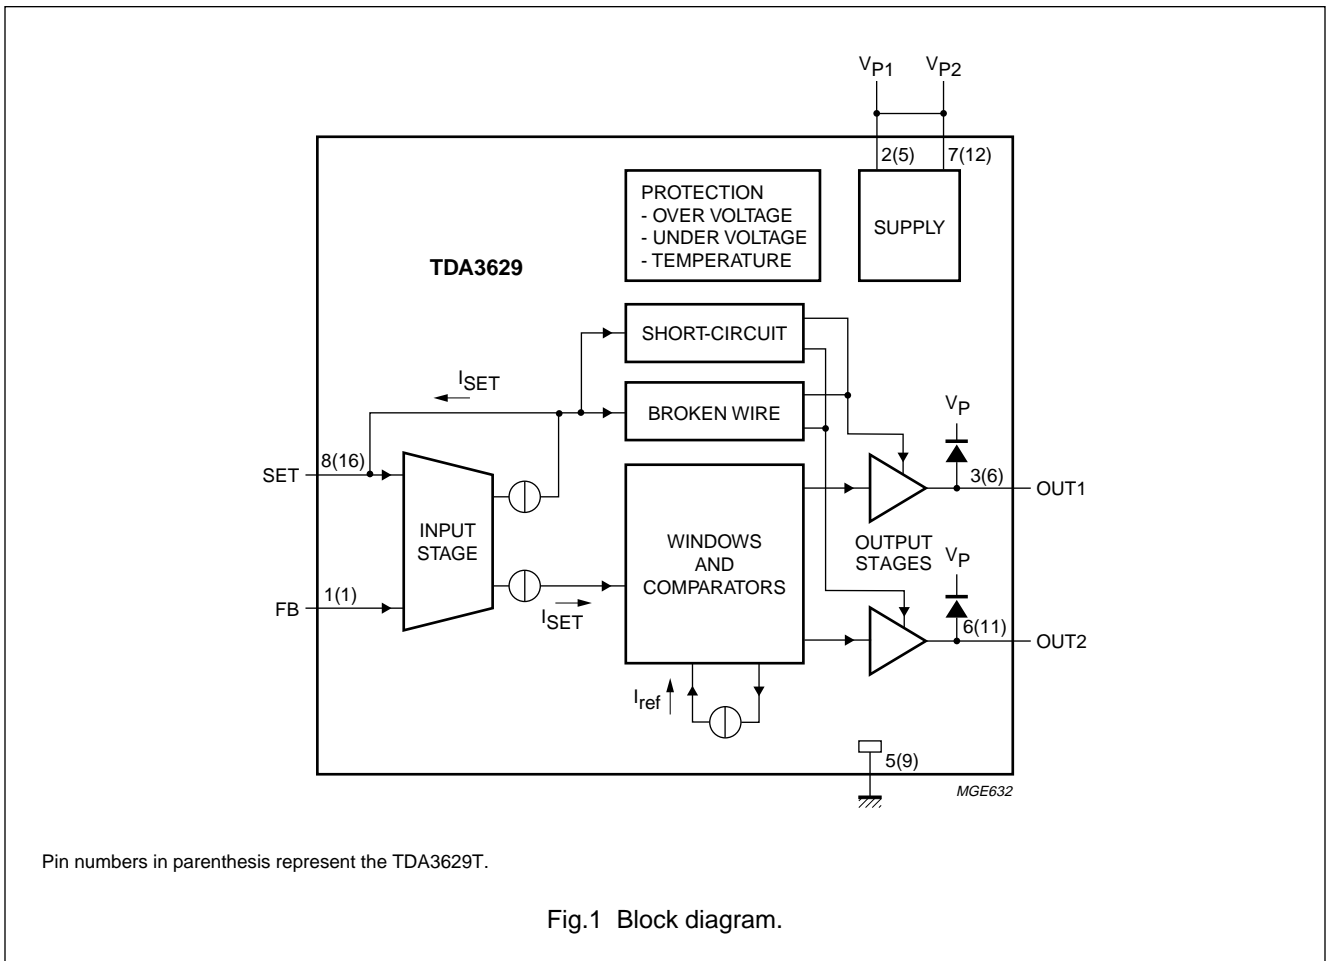 VP1 VP2
2(5) 7(12)
PROTECTION
- OVER VOLTAGE
- UNDER VOLTAGE
- TEMPERATURE
SUPPLY
TDA3629
SHORT-CIRCUIT
ISET
BROKEN WIRE
VP
8(16)
SET
3(6)
OUT1
INPUT
STAGE
WINDOWS
AND
COMPARATORS
OUTPUT
STAGES
VP
1(1)
FB
ISET
6(11)
OUT2
Iref
5(9)
MGE632
Pin numbers in parenthesis represent the TDA3629T.
Fig.1 Block diagram.